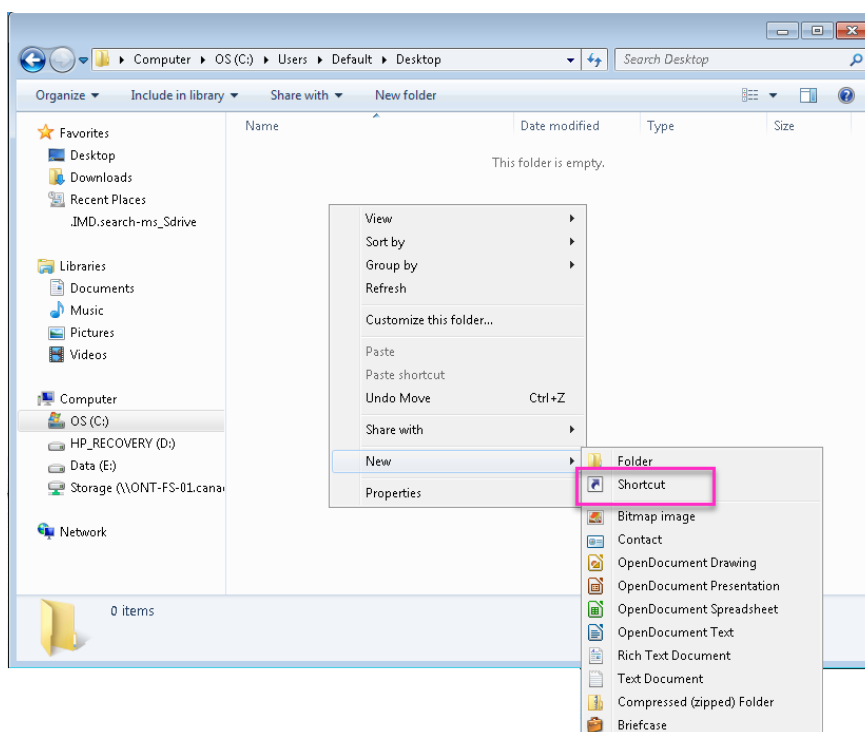 Computer OS (C:) Users Default Desktop Search Desktop
Organize Include in library Share with New folder
Name Date modified Type Size
This folder is empty.
Favorites
Desktop
Downloads
Recent Places
.IMD.search-ms_Sdrive
Libraries
Documents
Music
Pictures
Videos
Computer
OS (C:)
HP_RECOVERY (D:)
Data (E:)
Storage (\\ONT-FS-01.cana
Network
View
Sort by
Group by
Refresh
Customize this folder...
Paste
Paste shortcut
Undo Move Ctrl+Z
Share with
New
Properties
Folder
Shortcut
Bitmap image
Contact
OpenDocument Drawing
OpenDocument Presentation
OpenDocument Spreadsheet
OpenDocument Text
Rich Text Document
Text Document
Compressed (zipped) Folder
Briefcase
0 items